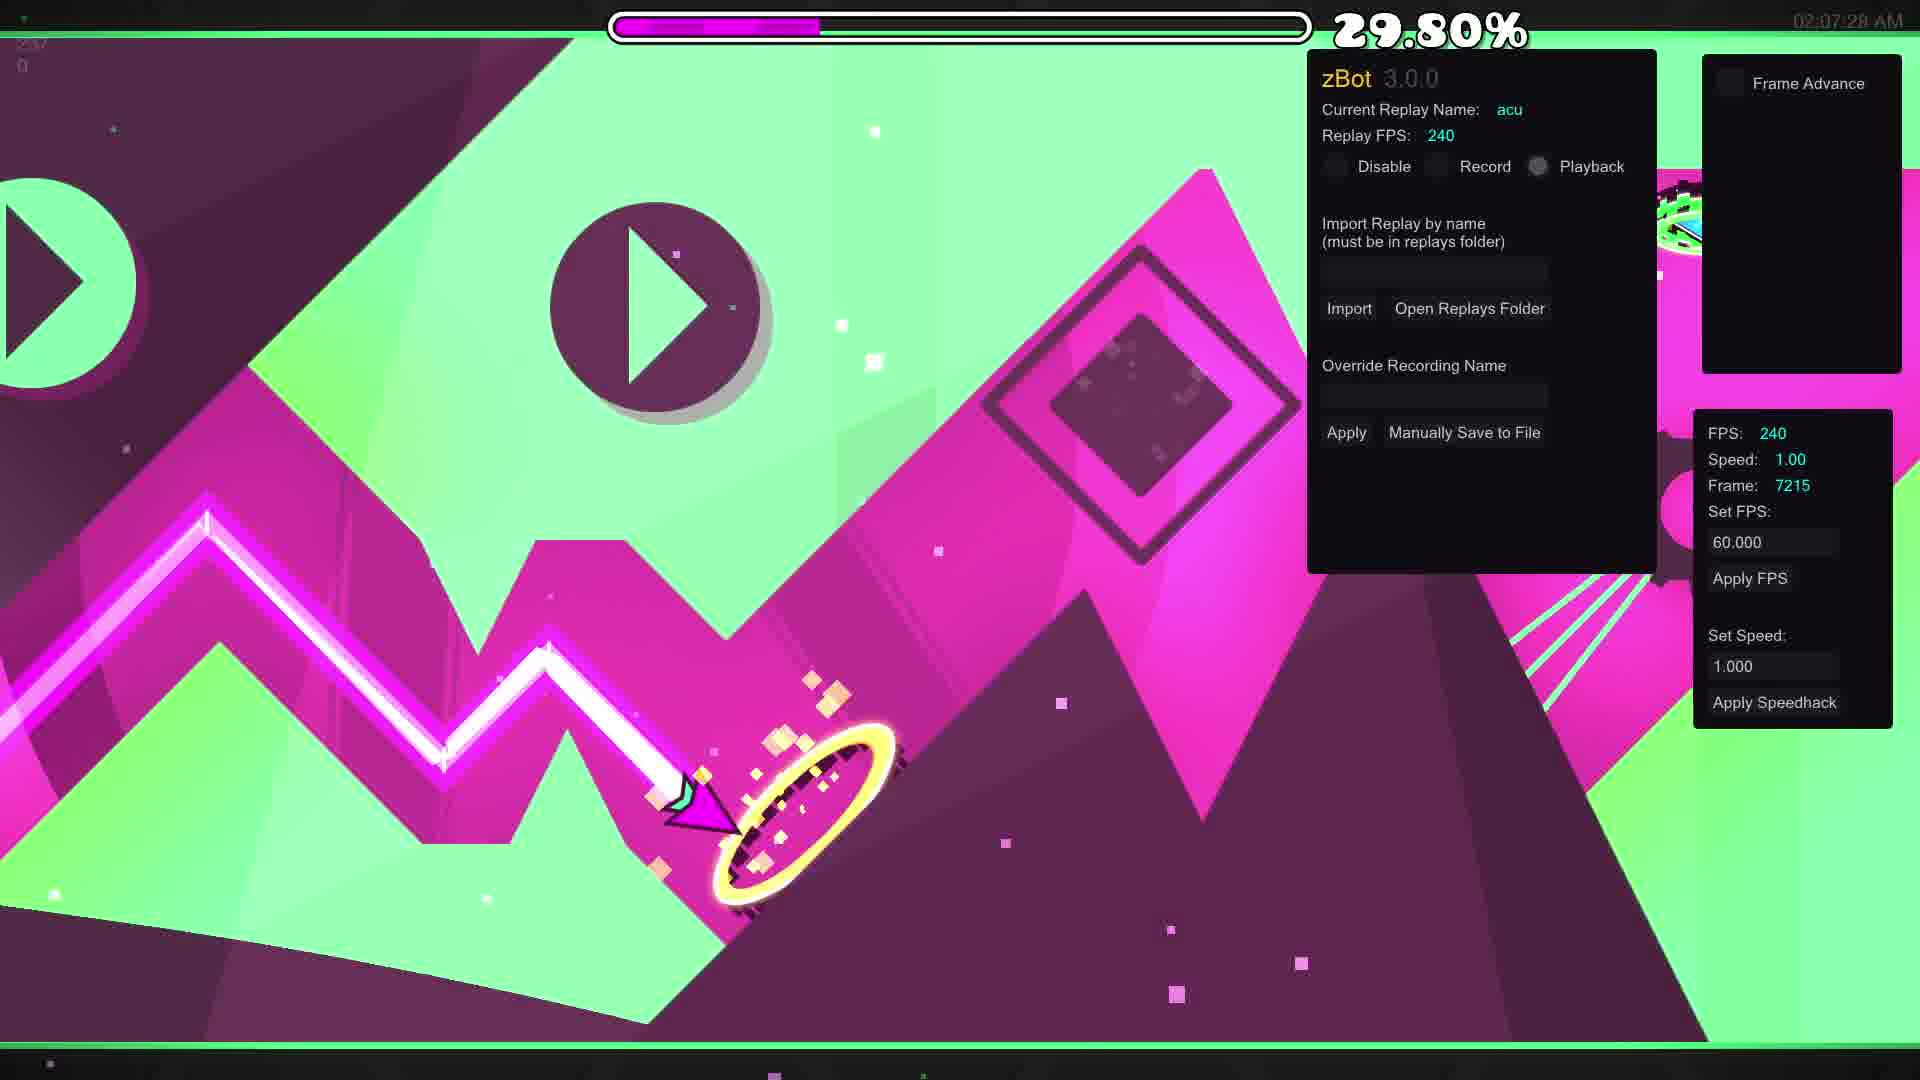 29.80%
02:07:28 AM
237
0
zBot 3.0.0
Current Replay Name: acu
Replay FPS: 240
Disable Record Playback
Import Replay by name
(must be in replays folder)
Import Open Replays Folder
Override Recording Name
Apply Manually Save to File
Frame Advance
FPS: 240
Speed: 1.00
Frame: 7215
Set FPS:
60.000
Apply FPS
Set Speed:
1.000
Apply Speedhack